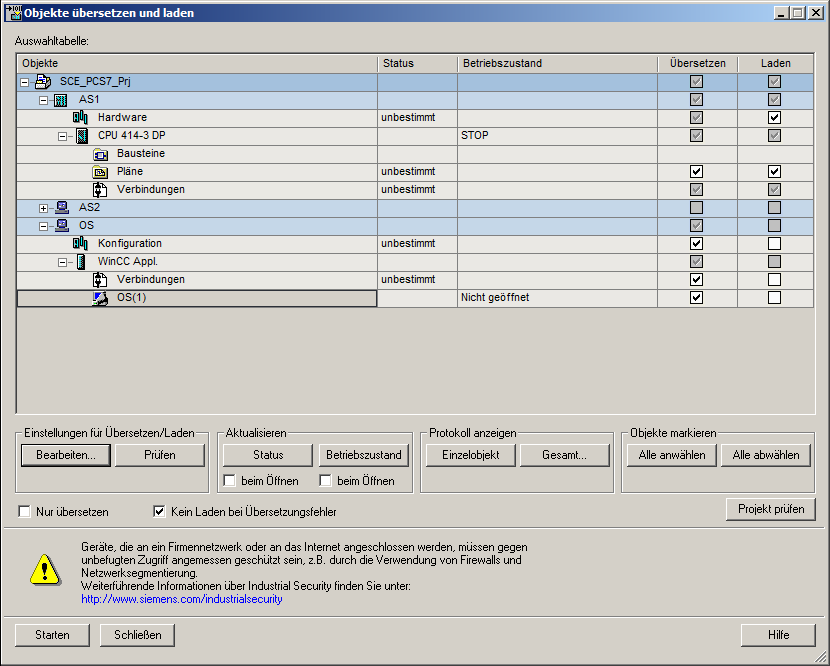 Objekte übersetzen und laden
Auswahltabelle:
Objekte Status Betriebszustand Übersetzen Laden
SCE_PCS7_Prj
AS1
Hardware unbestimmt
CPU 414-3 DP STOP
Bausteine
Pläne unbestimmt
Verbindungen unbestimmt
AS2
OS
Konfiguration unbestimmt
WinCC Appl.
Verbindungen unbestimmt
OS(1) Nicht geöffnet
Einstellungen für Übersetzen/Laden Aktualisieren Protokoll anzeigen Objekte markieren
Bearbeiten... Prüfen Status Betriebszustand Einzelobjekt Gesamt... Alle anwählen Alle abwählen
beim Öffnen beim Öffnen
Nur übersetzen Kein Laden bei Übersetzungsfehler Projekt prüfen
Geräte, die an ein Firmennetzwerk oder an das Internet angeschlossen werden, müssen gegen
unbefugten Zugriff angemessen geschützt sein, z.B. durch die Verwendung von Firewalls und
Netzwerksegmentierung.
Weiterführende Informationen über Industrial Security finden Sie unter:
http://www.siemens.com/industrialsecurity
Starten Schließen Hilfe